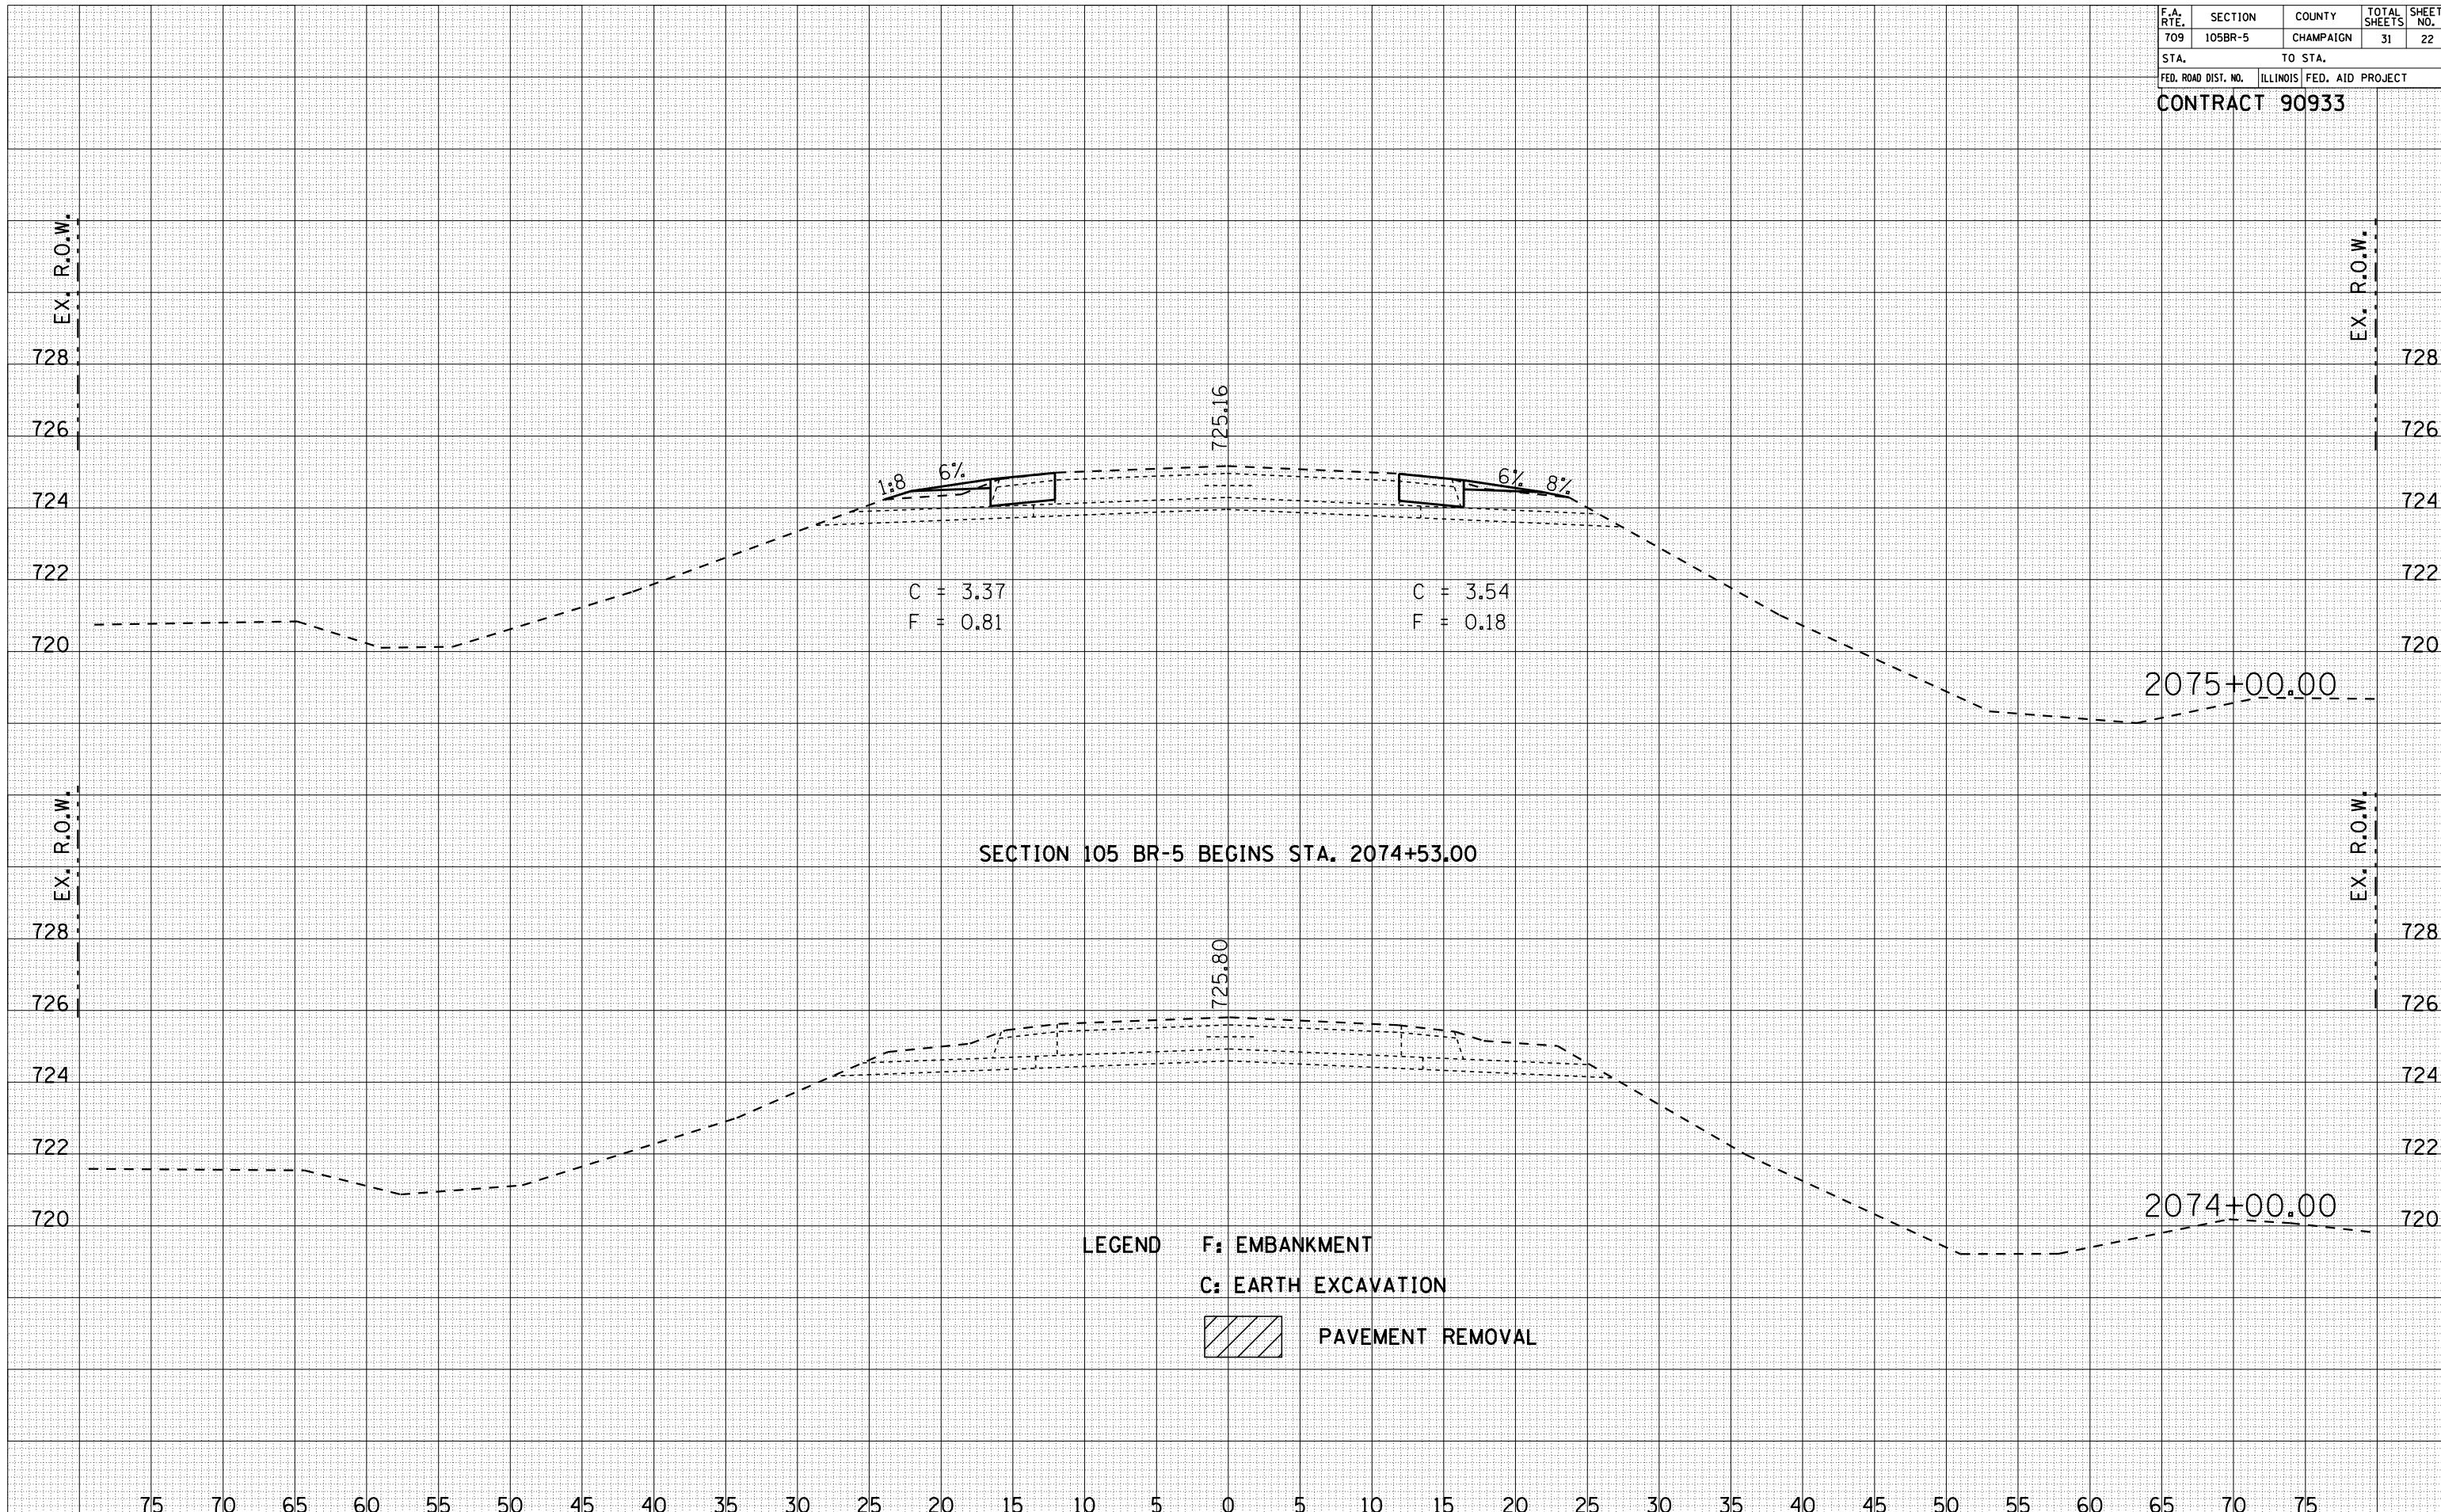 F.A. RTE. SECTION COUNTY TOTAL SHEETS SHEET NO.
709 105BR-5 CHAMPAIGN 31 22
STA. TO STA.
FED. ROAD DIST. NO. ILLINOIS FED. AID PROJECT
CONTRACT 90933
EX. R.O.W. EX. R.O.W.
728 728
725.16
726 726
1:8 6% 6% 8%
724 724
722 722
C = 3.37 C = 3.54
F = 0.81 F = 0.18
720 720
2075+00.00
EX. R.O.W. EX. R.O.W.
SECTION 105 BR-5 BEGINS STA. 2074+53.00
728 728
725.80
726 726
724 724
722 722
2074+00.00
720 720
LEGEND F: EMBANKMENT
C: EARTH EXCAVATION
PAVEMENT REMOVAL
75 70 65 60 55 50 45 40 35 30 25 20 15 10 5 0 5 10 15 20 25 30 35 40 45 50 55 60 65 70 75